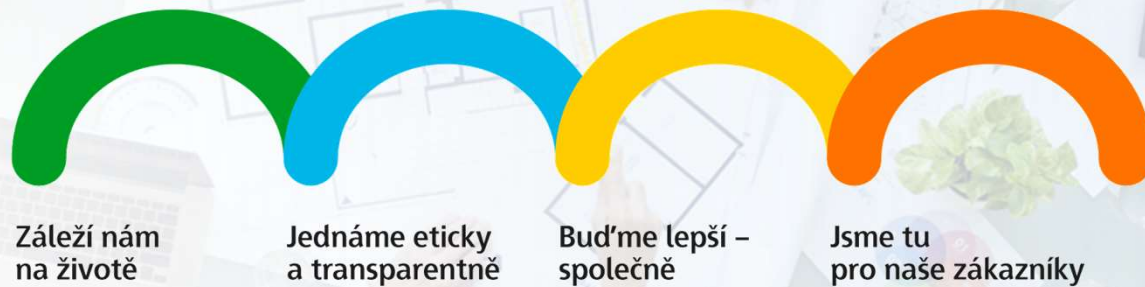 Záleží nám
na životě
Jednáme eticky
a transparentně
Buďme lepší –
společně
Jsme tu
pro naše zákazníky